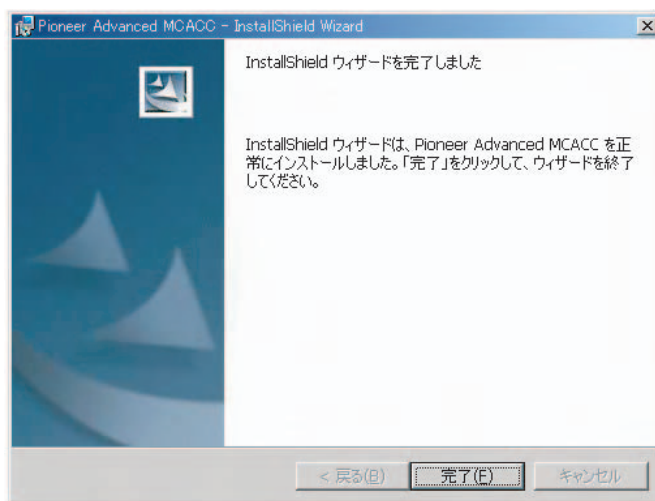 Pioneer Advanced MCACC - InstallShield Wizard
InstallShield ウィザードを完了しました
InstallShield ウィザードは、Pioneer Advanced MCACC を正
常にインストールしました。「完了」をクリックして、ウィザードを終了
してください。
< 戻る(B) 完了(F) キャンセル